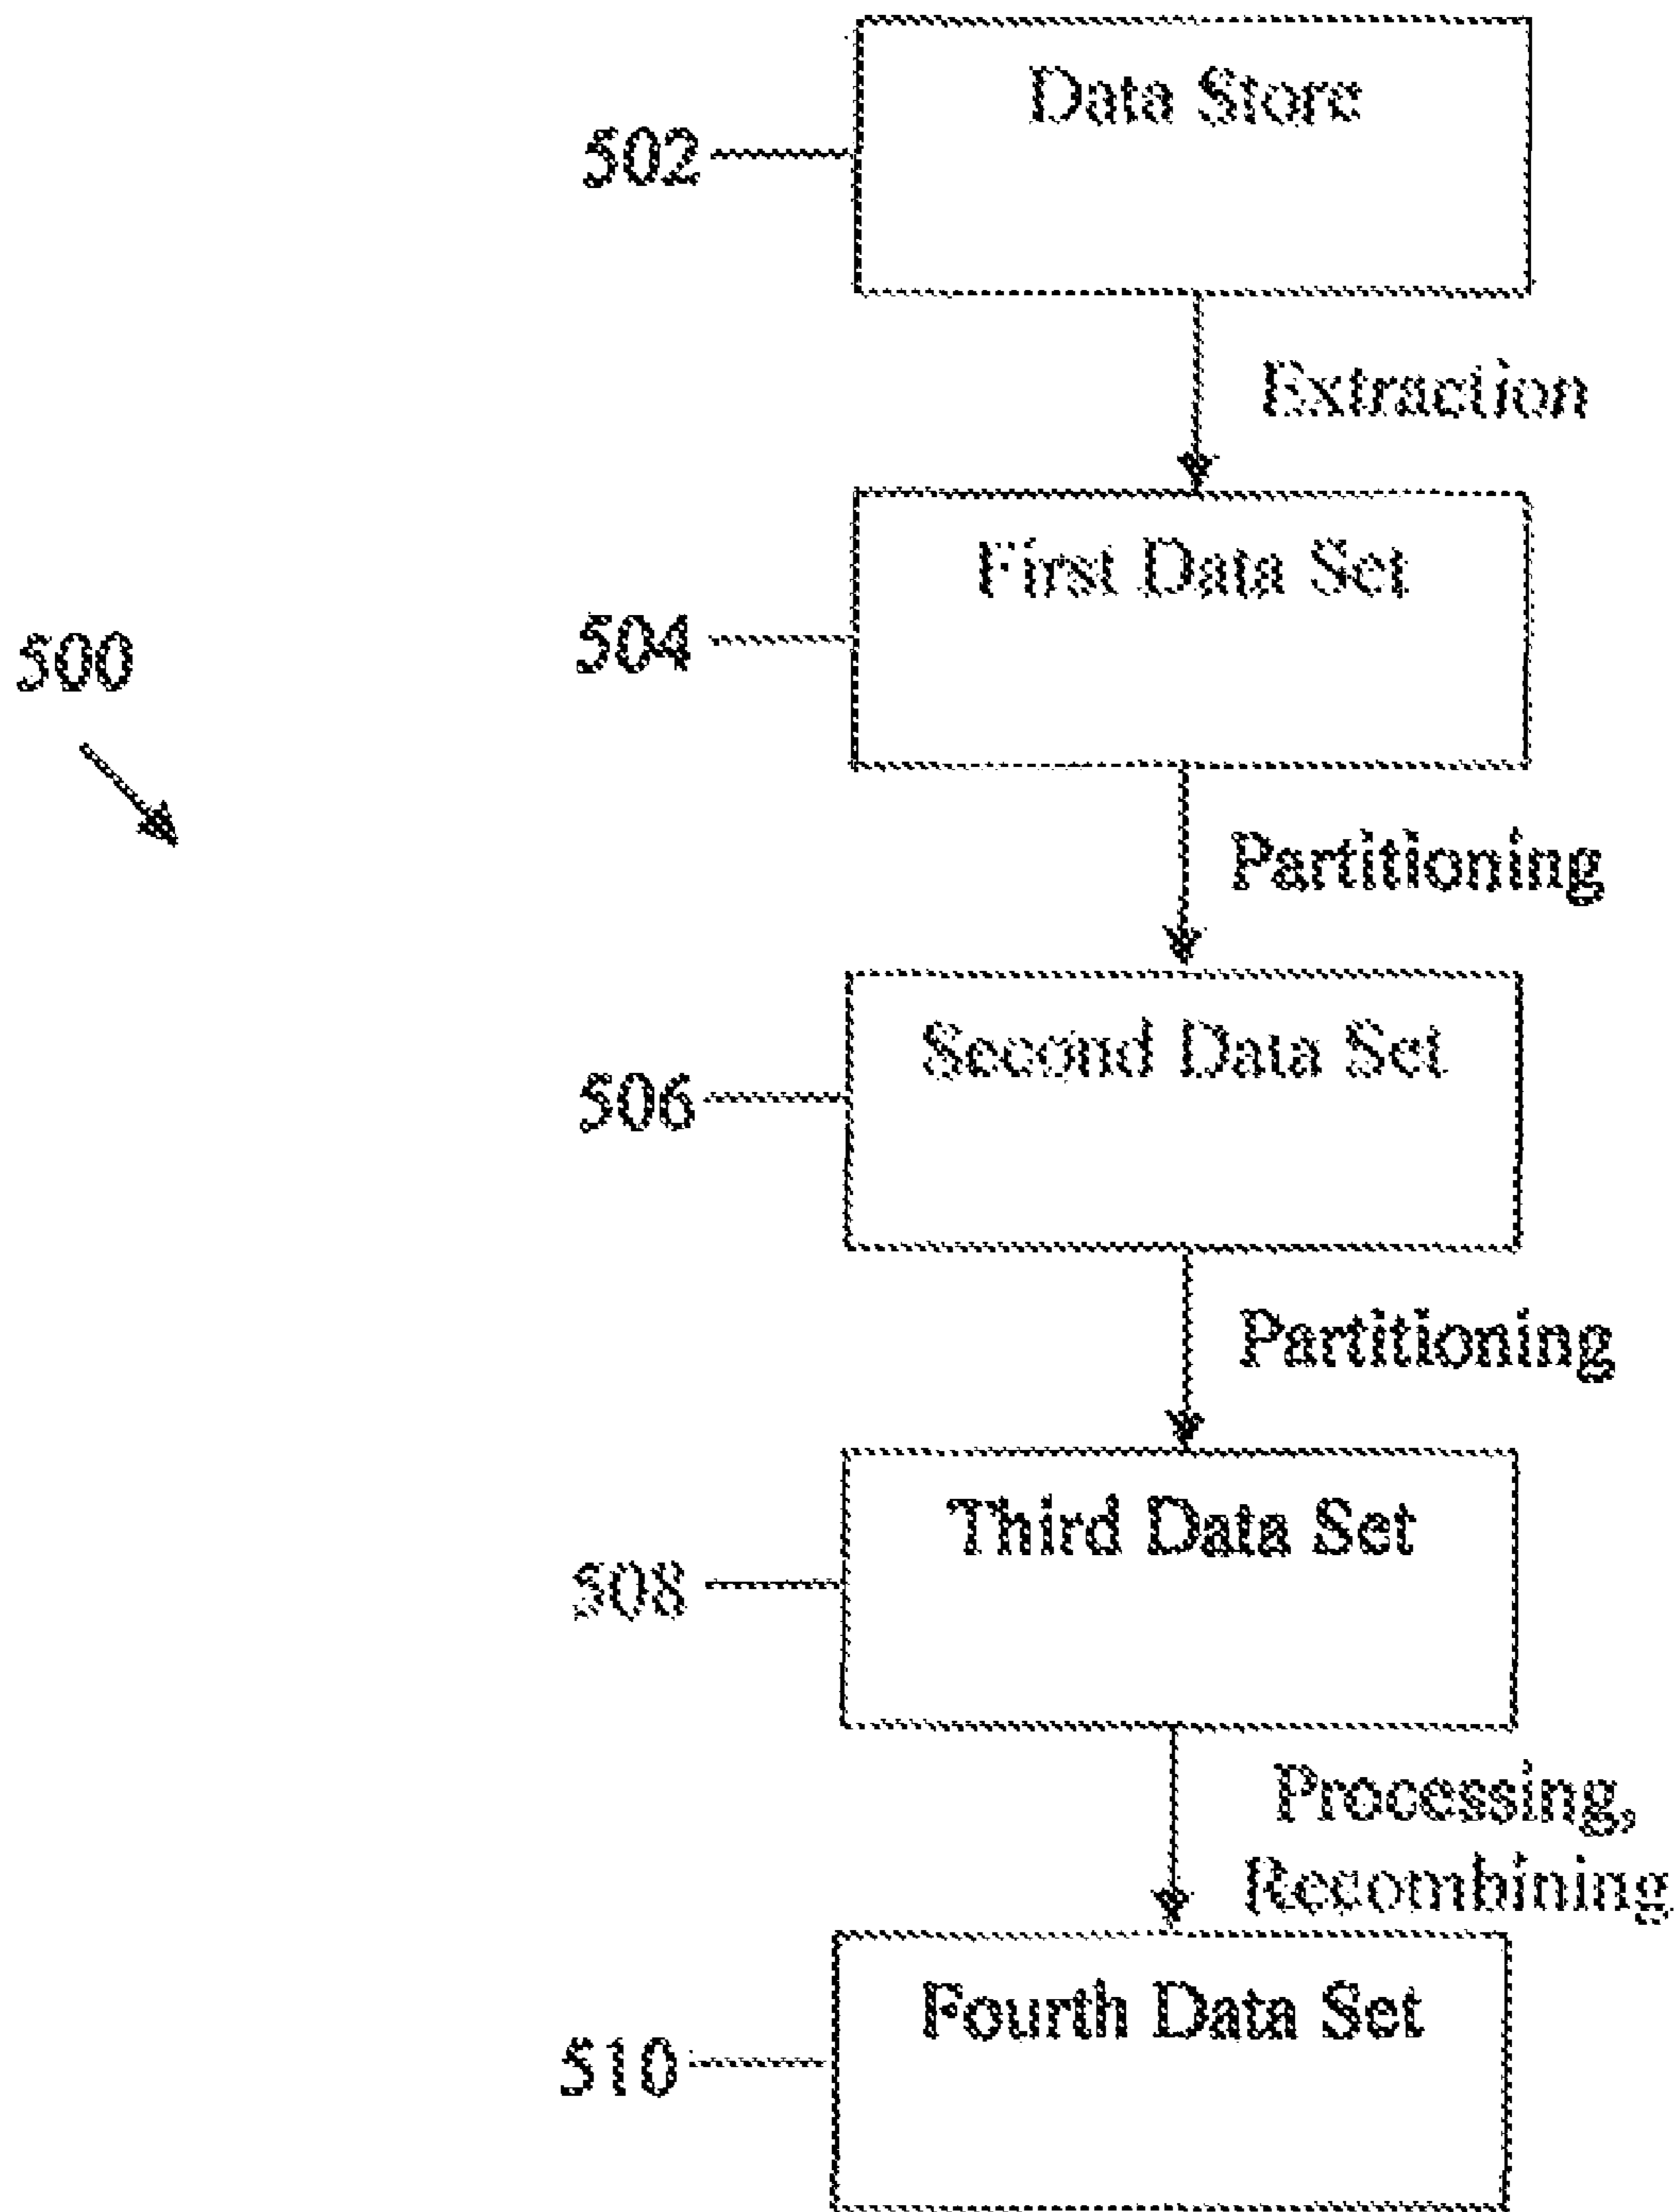 Data Store
502
Extraction
First Data Set
504
500
Partitioning
Second Data Set
506
Partitioning
Third Data Set
508
Processing,
Recombining
Fourth Data Set
510